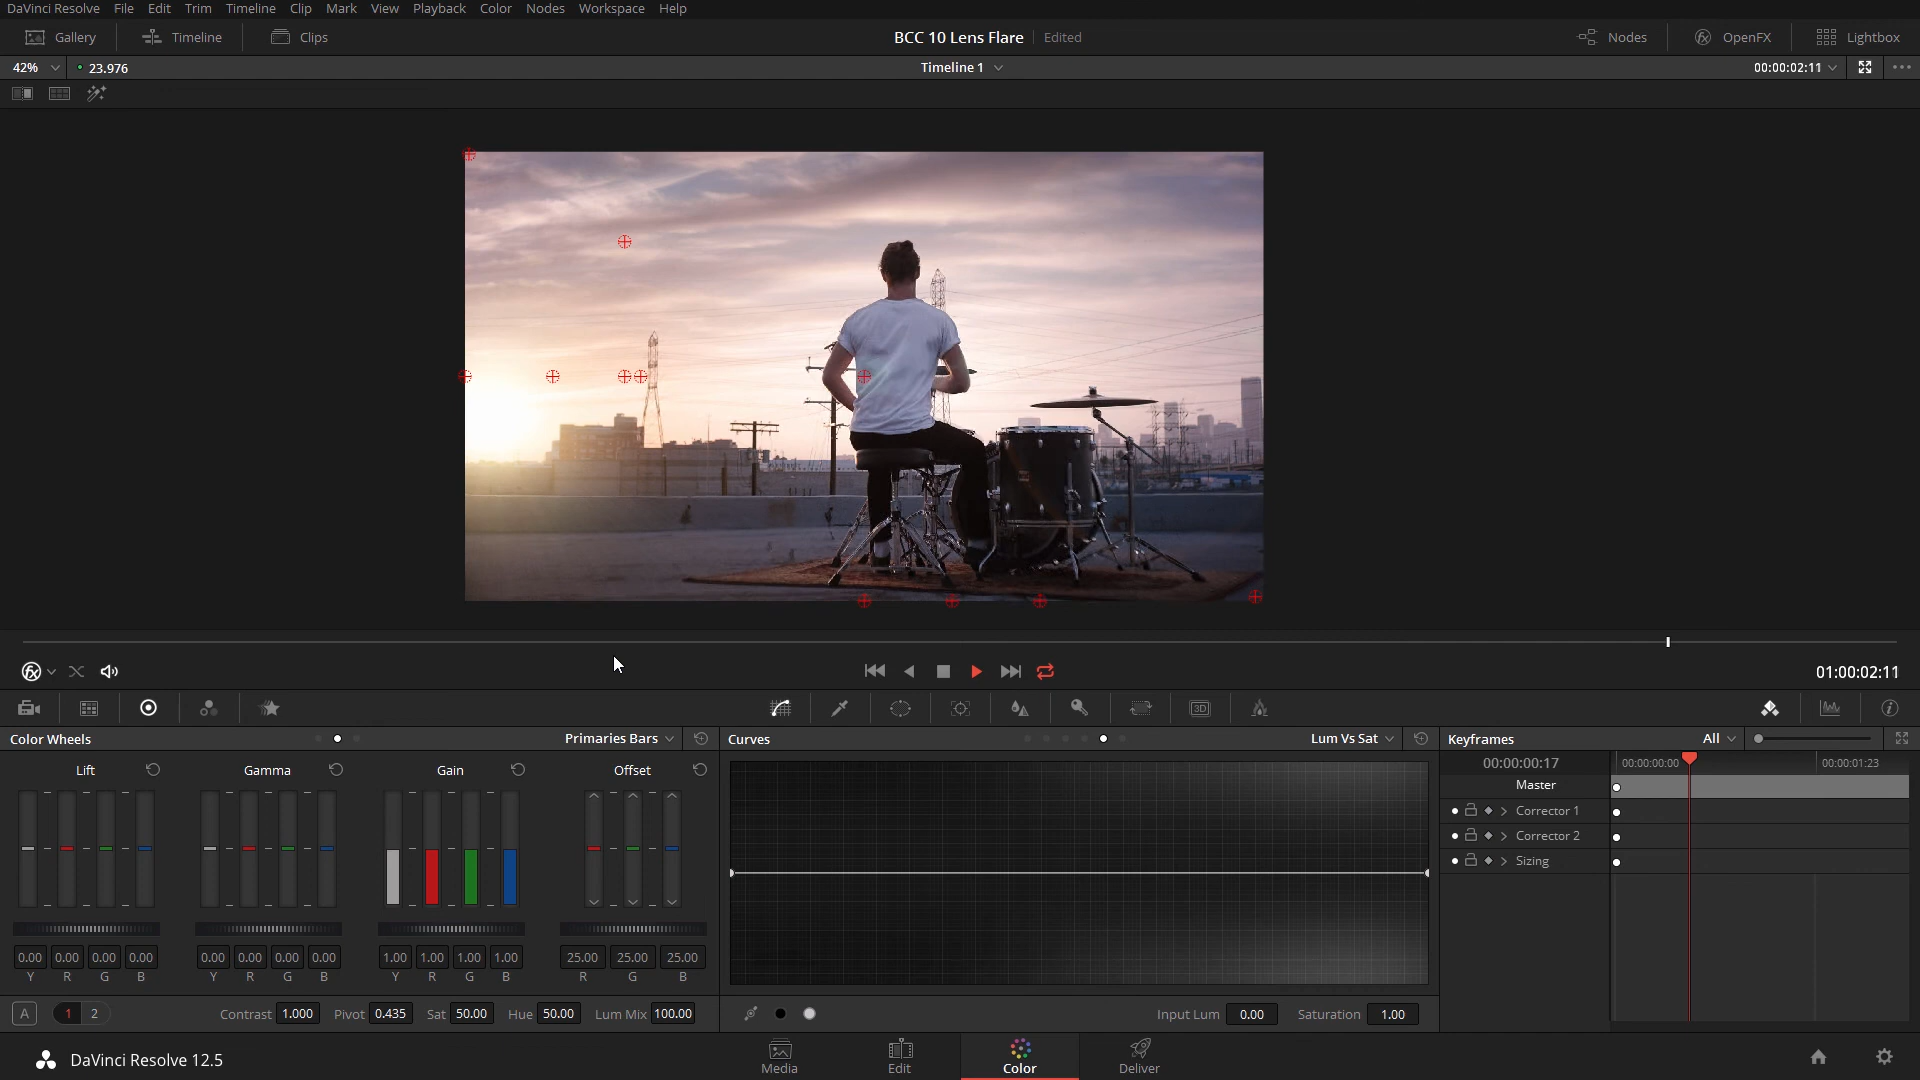 DaVinci Resolve File Edit Trim Timeline Clip Mark View Playback Color Nodes Workspace Help
Gallery Timeline Clips BCC 10 Lens Flare Edited Nodes OpenFX Lightbox
42% 23.976 Timeline 1 00:00:02:11
01:00:02:11
Color Wheels Primaries Bars Curves Lum Vs Sat Keyframes All
Lift Gamma Gain Offset 00:00:00:17 00:00:00:00 00:00:01:23
Master
Corrector 1
Corrector 2
Sizing
0.00 0.00 0.00 0.00 0.00 0.00 0.00 0.00 1.00 1.00 1.00 1.00 25.00 25.00 25.00
Y R G B Y R G B Y R G B R G B
A 1 2 Contrast 1.000 Pivot 0.435 Sat 50.00 Hue 50.00 Lum Mix 100.00 Input Lum 0.00 Saturation 1.00
DaVinci Resolve 12.5 Media Edit Color Deliver
3D
fx